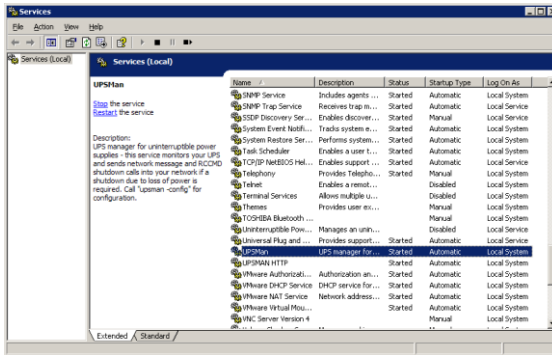 Services
File Action View Help
Services (Local)
Services (Local)
UPSMan
Stop the service
Restart the service
Description:
UPS manager for uninterruptible power
supplies - this service monitors your UPS
and sends network message and RCCMD
shutdown calls into your network if a
shutdown due to loss of power is
required. Call "upsman -config" for
configuration.
Name Description Status Startup Type Log On As
SNMP Service Includes agents ... Started Automatic Local System
SNMP Trap Service Receives trap m... Started Automatic Local Service
SSDP Discovery Ser... Enables discover... Started Manual Local Service
System Event Notifi... Tracks system e... Started Automatic Local System
System Restore Ser... Performs system... Started Automatic Local System
Task Scheduler Enables a user t... Started Automatic Local System
TCP/IP NetBIOS Hel... Enables support ... Started Automatic Local Service
Telephony Provides Telepho... Started Manual Local System
Telnet Enables a remot... Disabled Local System
Terminal Services Allows multiple u... Disabled Local System
Themes Provides user ex... Manual Local System
TOSHIBA Bluetooth ... Manual Local System
Uninterruptible Pow... Manages an unin... Disabled Local Service
Universal Plug and ... Provides support... Started Automatic Local Service
UPSMan UPS manager for... Started Automatic Local System
UPSMAN HTTP Started Automatic Local System
VMware Authorizati... Authorization an... Started Automatic Local System
VMware DHCP Service DHCP service for... Started Automatic Local System
VMware NAT Service Network address... Started Automatic Local System
VMware Virtual Mou... Started Automatic Local System
VNC Server Version 4 Manual Local System
Extended Standard